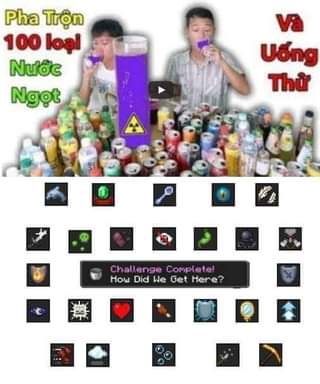 Pha Trộn
100 loại
Nước
Ngọt
Và
Uống
Thử
Challenge Complete!
How Did We Get Here?